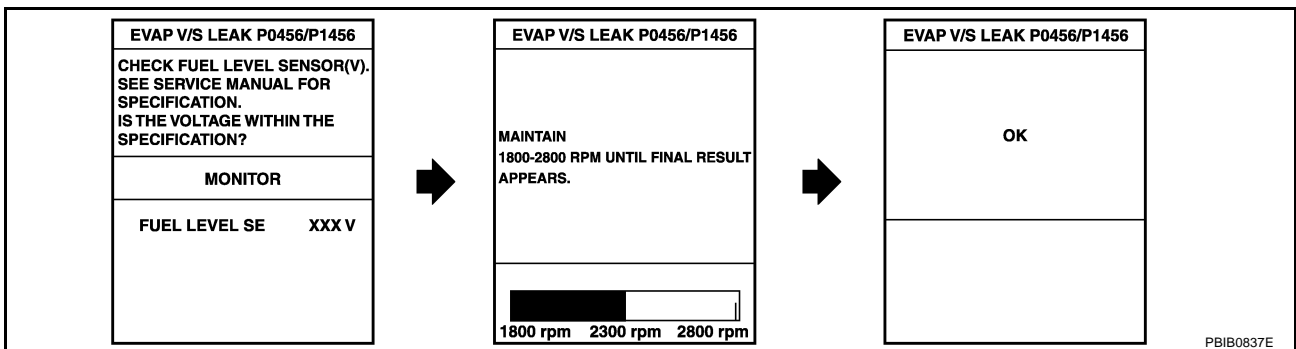 EVAP V/S LEAK P0456/P1456
CHECK FUEL LEVEL SENSOR(V).
SEE SERVICE MANUAL FOR
SPECIFICATION.
IS THE VOLTAGE WITHIN THE
SPECIFICATION?
MONITOR
FUEL LEVEL SE XXX V
EVAP V/S LEAK P0456/P1456
MAINTAIN
1800-2800 RPM UNTIL FINAL RESULT
APPEARS.
1800 rpm 2300 rpm 2800 rpm
EVAP V/S LEAK P0456/P1456
OK
PBIB0837E